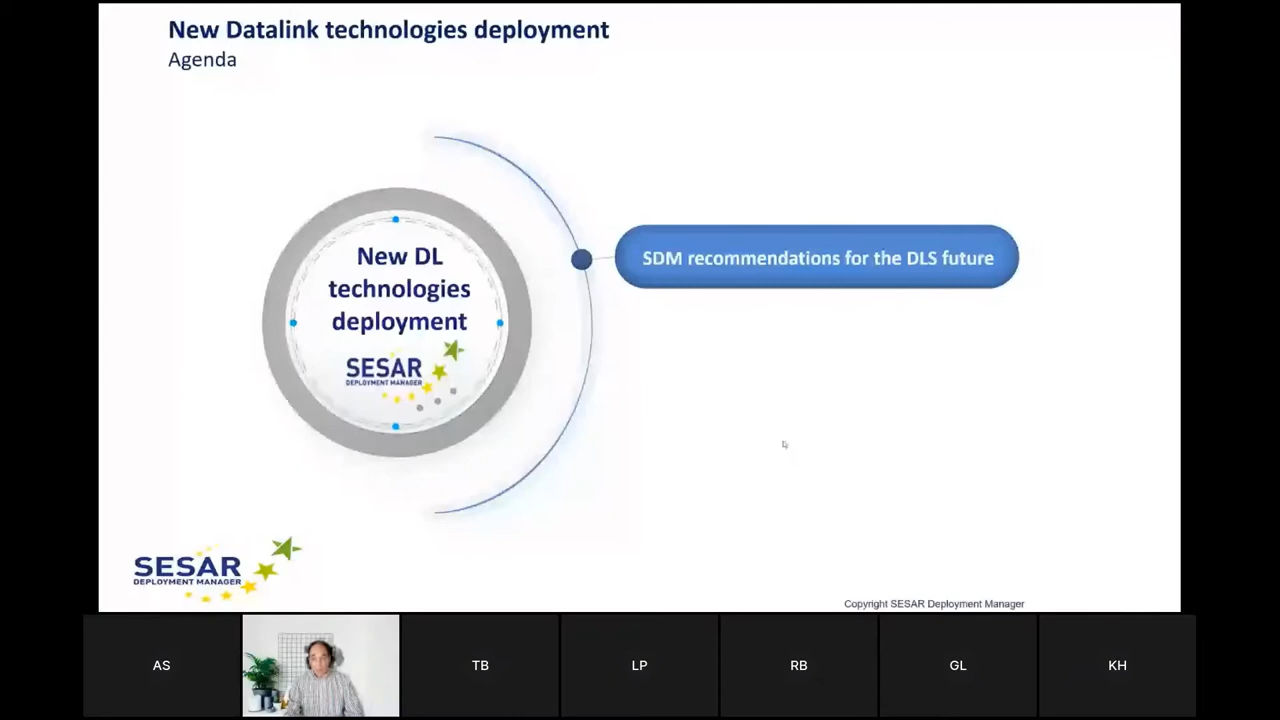 New Datalink technologies deployment
Agenda
New DL
technologies
deployment
SESAR
DEPLOYMENT MANAGER
SDM recommendations for the DLS future
SESAR
DEPLOYMENT MANAGER
Copyright SESAR Deployment Manager
AS
TB
LP
RB
GL
KH